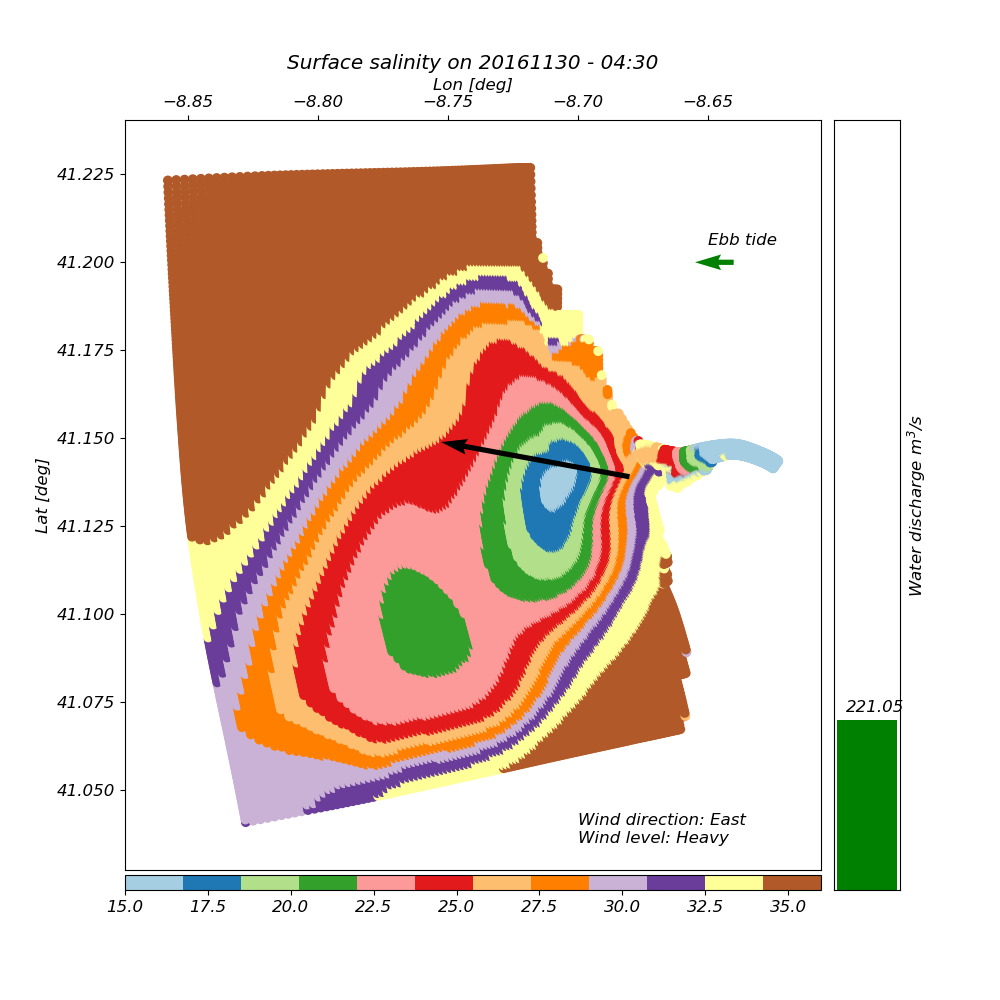 Surface salinity on 20161130 - 04:30
Lon [deg]
−8.85 −8.80 −8.75 −8.70 −8.65
41.225
41.200
41.175
41.150
41.125
41.100
41.075
41.050
Lat [deg]
Ebb tide
Wind direction: East
Wind level: Heavy
221.05
Water discharge m³/s
15.0 17.5 20.0 22.5 25.0 27.5 30.0 32.5 35.0